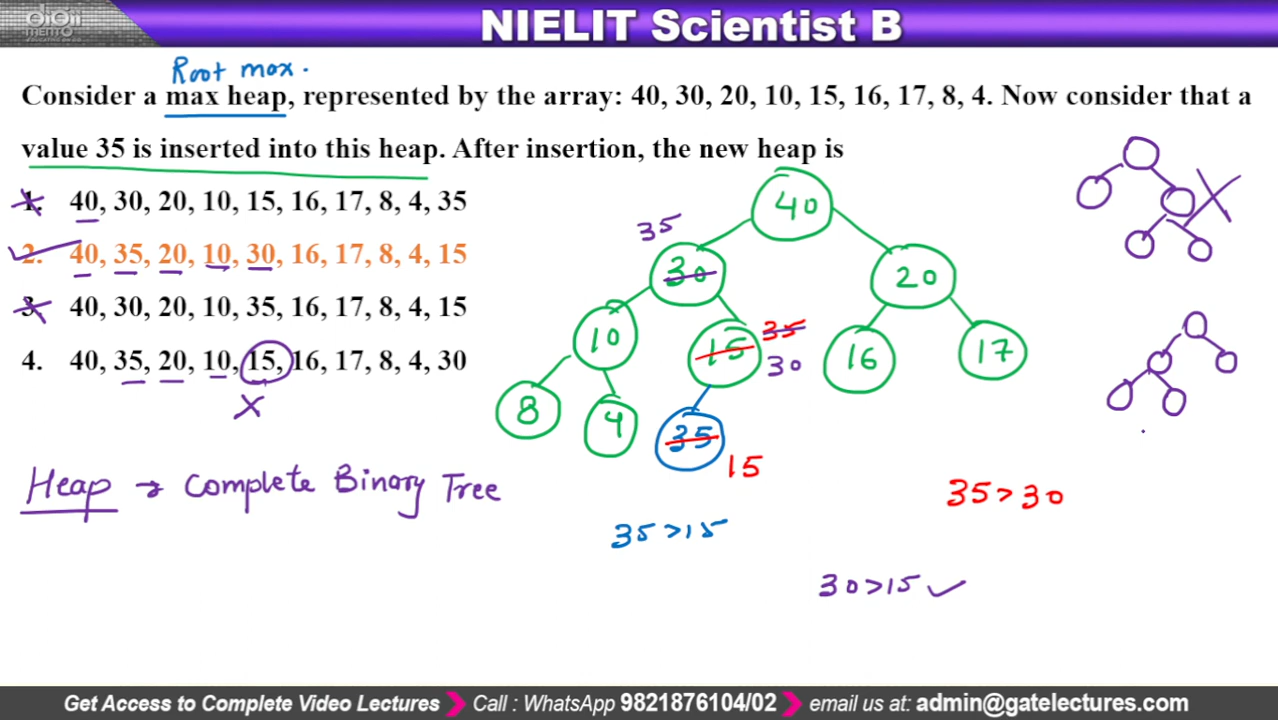 digii
MENTO
NIELIT Scientist B
Root max.
Consider a max heap, represented by the array: 40, 30, 20, 10, 15, 16, 17, 8, 4. Now consider that a
value 35 is inserted into this heap. After insertion, the new heap is
1. 40, 30, 20, 10, 15, 16, 17, 8, 4, 35
2. 40, 35, 20, 10, 30, 16, 17, 8, 4, 15
3. 40, 30, 20, 10, 35, 16, 17, 8, 4, 15
4. 40, 35, 20, 10, 15, 16, 17, 8, 4, 30
40
35
30
20
10
15
35
30
16
17
8
4
35
15
Heap → Complete Binary Tree
35 > 15
35 > 30
30 > 15 ✓
Get Access to Complete Video Lectures
Call : WhatsApp 9821876104/02
email us at: admin@gatelectures.com